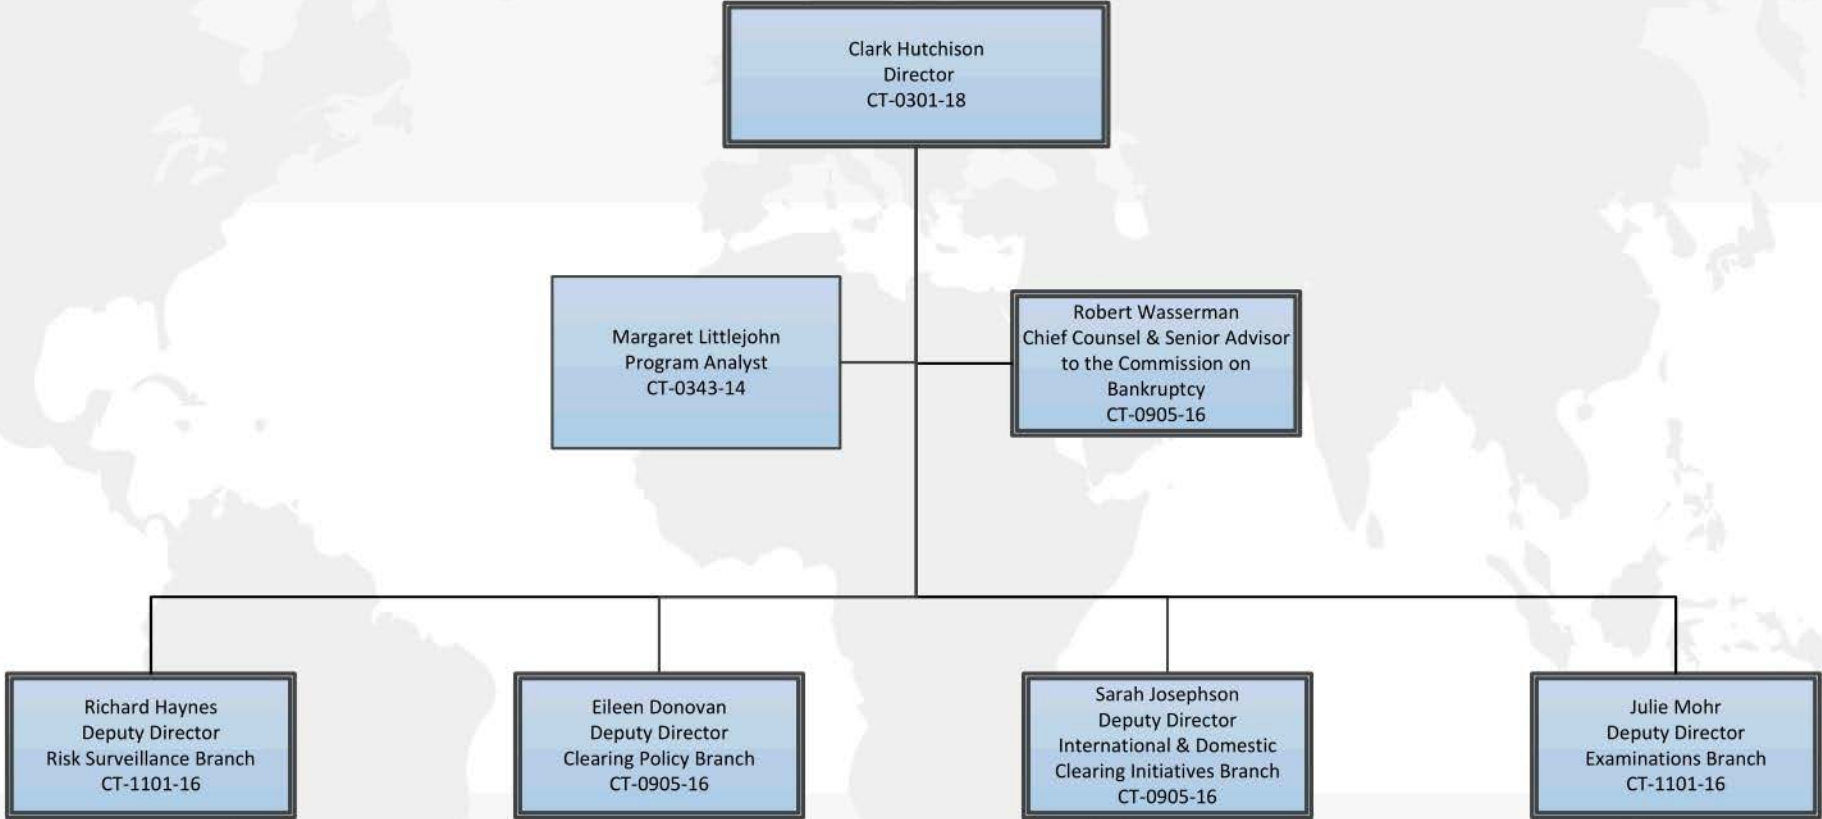 Clark Hutchison
Director
CT-0301-18
Margaret Littlejohn
Program Analyst
CT-0343-14
Robert Wasserman
Chief Counsel & Senior Advisor
to the Commission on
Bankruptcy
CT-0905-16
Richard Haynes
Deputy Director
Risk Surveillance Branch
CT-1101-16
Eileen Donovan
Deputy Director
Clearing Policy Branch
CT-0905-16
Sarah Josephson
Deputy Director
International & Domestic
Clearing Initiatives Branch
CT-0905-16
Julie Mohr
Deputy Director
Examinations Branch
CT-1101-16